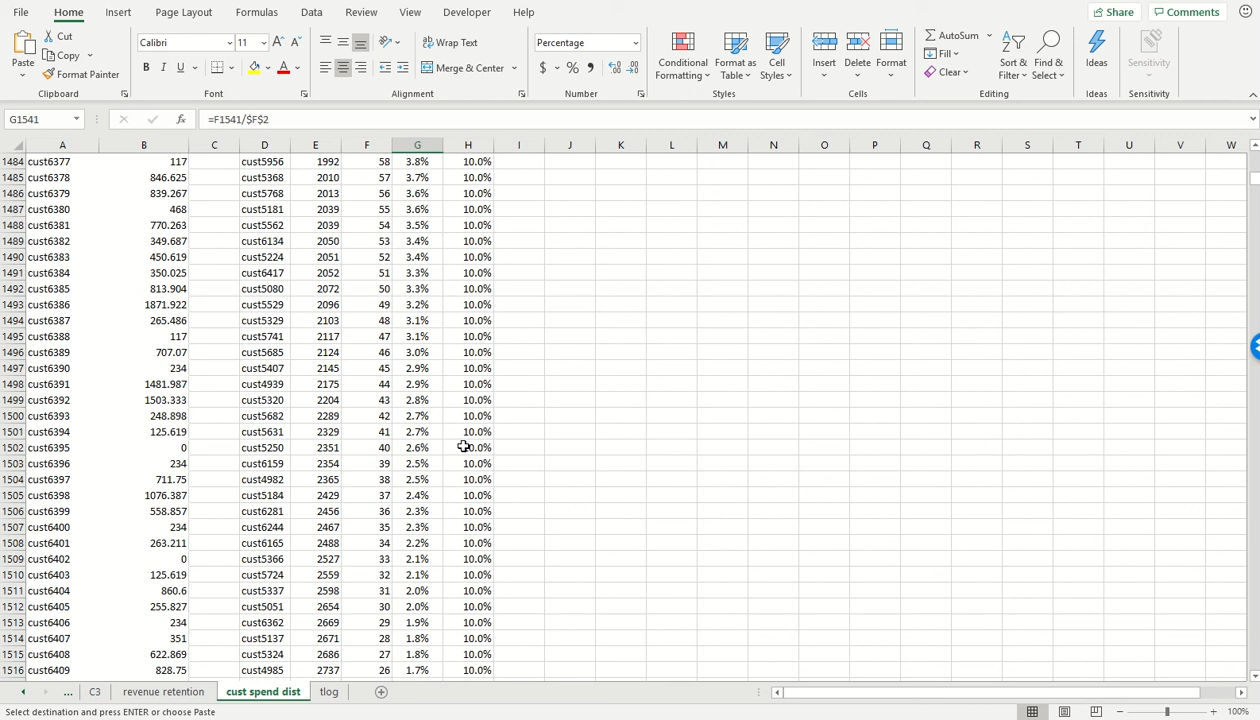 File Home Insert Page Layout Formulas Data Review View Developer Help Share Comments
Cut Calibri 11 A A Wrap Text Percentage AutoSum
Copy Fill
Paste Format Painter B I U A Merge & Center $ % Conditional Formatting Format as Table Cell Styles Insert Delete Format Clear Sort & Filter Find & Select Ideas Sensitivity
Clipboard Font Alignment Number Styles Cells Editing Ideas Sensitivity
G1541 fx =F1541/$F$2
A B C D E F G H I J K L M N O P Q R S T U V W
1484 cust6377 117 cust5956 1992 58 3.8% 10.0%
1485 cust6378 846.625 cust5368 2010 57 3.7% 10.0%
1486 cust6379 839.267 cust5768 2013 56 3.6% 10.0%
1487 cust6380 468 cust5181 2039 55 3.6% 10.0%
1488 cust6381 770.263 cust5562 2039 54 3.5% 10.0%
1489 cust6382 349.687 cust6134 2050 53 3.4% 10.0%
1490 cust6383 450.619 cust5224 2051 52 3.4% 10.0%
1491 cust6384 350.025 cust6417 2052 51 3.3% 10.0%
1492 cust6385 813.904 cust5080 2072 50 3.3% 10.0%
1493 cust6386 1871.922 cust5529 2096 49 3.2% 10.0%
1494 cust6387 265.486 cust5329 2103 48 3.1% 10.0%
1495 cust6388 117 cust5741 2117 47 3.1% 10.0%
1496 cust6389 707.07 cust5685 2124 46 3.0% 10.0%
1497 cust6390 234 cust5407 2145 45 2.9% 10.0%
1498 cust6391 1481.987 cust4939 2175 44 2.9% 10.0%
1499 cust6392 1503.333 cust5320 2204 43 2.8% 10.0%
1500 cust6393 248.898 cust5682 2289 42 2.7% 10.0%
1501 cust6394 125.619 cust5631 2329 41 2.7% 10.0%
1502 cust6395 0 cust5250 2351 40 2.6%
1503 cust6396 234 cust6159 2354 39 2.5% 10.0%
1504 cust6397 711.75 cust4982 2365 38 2.5% 10.0%
1505 cust6398 1076.387 cust5184 2429 37 2.4% 10.0%
1506 cust6399 558.857 cust6281 2456 36 2.3% 10.0%
1507 cust6400 234 cust6244 2467 35 2.3% 10.0%
1508 cust6401 263.211 cust6165 2488 34 2.2% 10.0%
1509 cust6402 0 cust5366 2527 33 2.1% 10.0%
1510 cust6403 125.619 cust5724 2559 32 2.1% 10.0%
1511 cust6404 860.6 cust5337 2598 31 2.0% 10.0%
1512 cust6405 255.827 cust5051 2654 30 2.0% 10.0%
1513 cust6406 234 cust6362 2669 29 1.9% 10.0%
1514 cust6407 351 cust5137 2671 28 1.8% 10.0%
1515 cust6408 622.869 cust5324 2686 27 1.8% 10.0%
1516 cust6409 828.75 cust4985 2737 26 1.7% 10.0%
... C3 revenue retention cust spend dist tlog
Select destination and press ENTER or choose Paste 100%